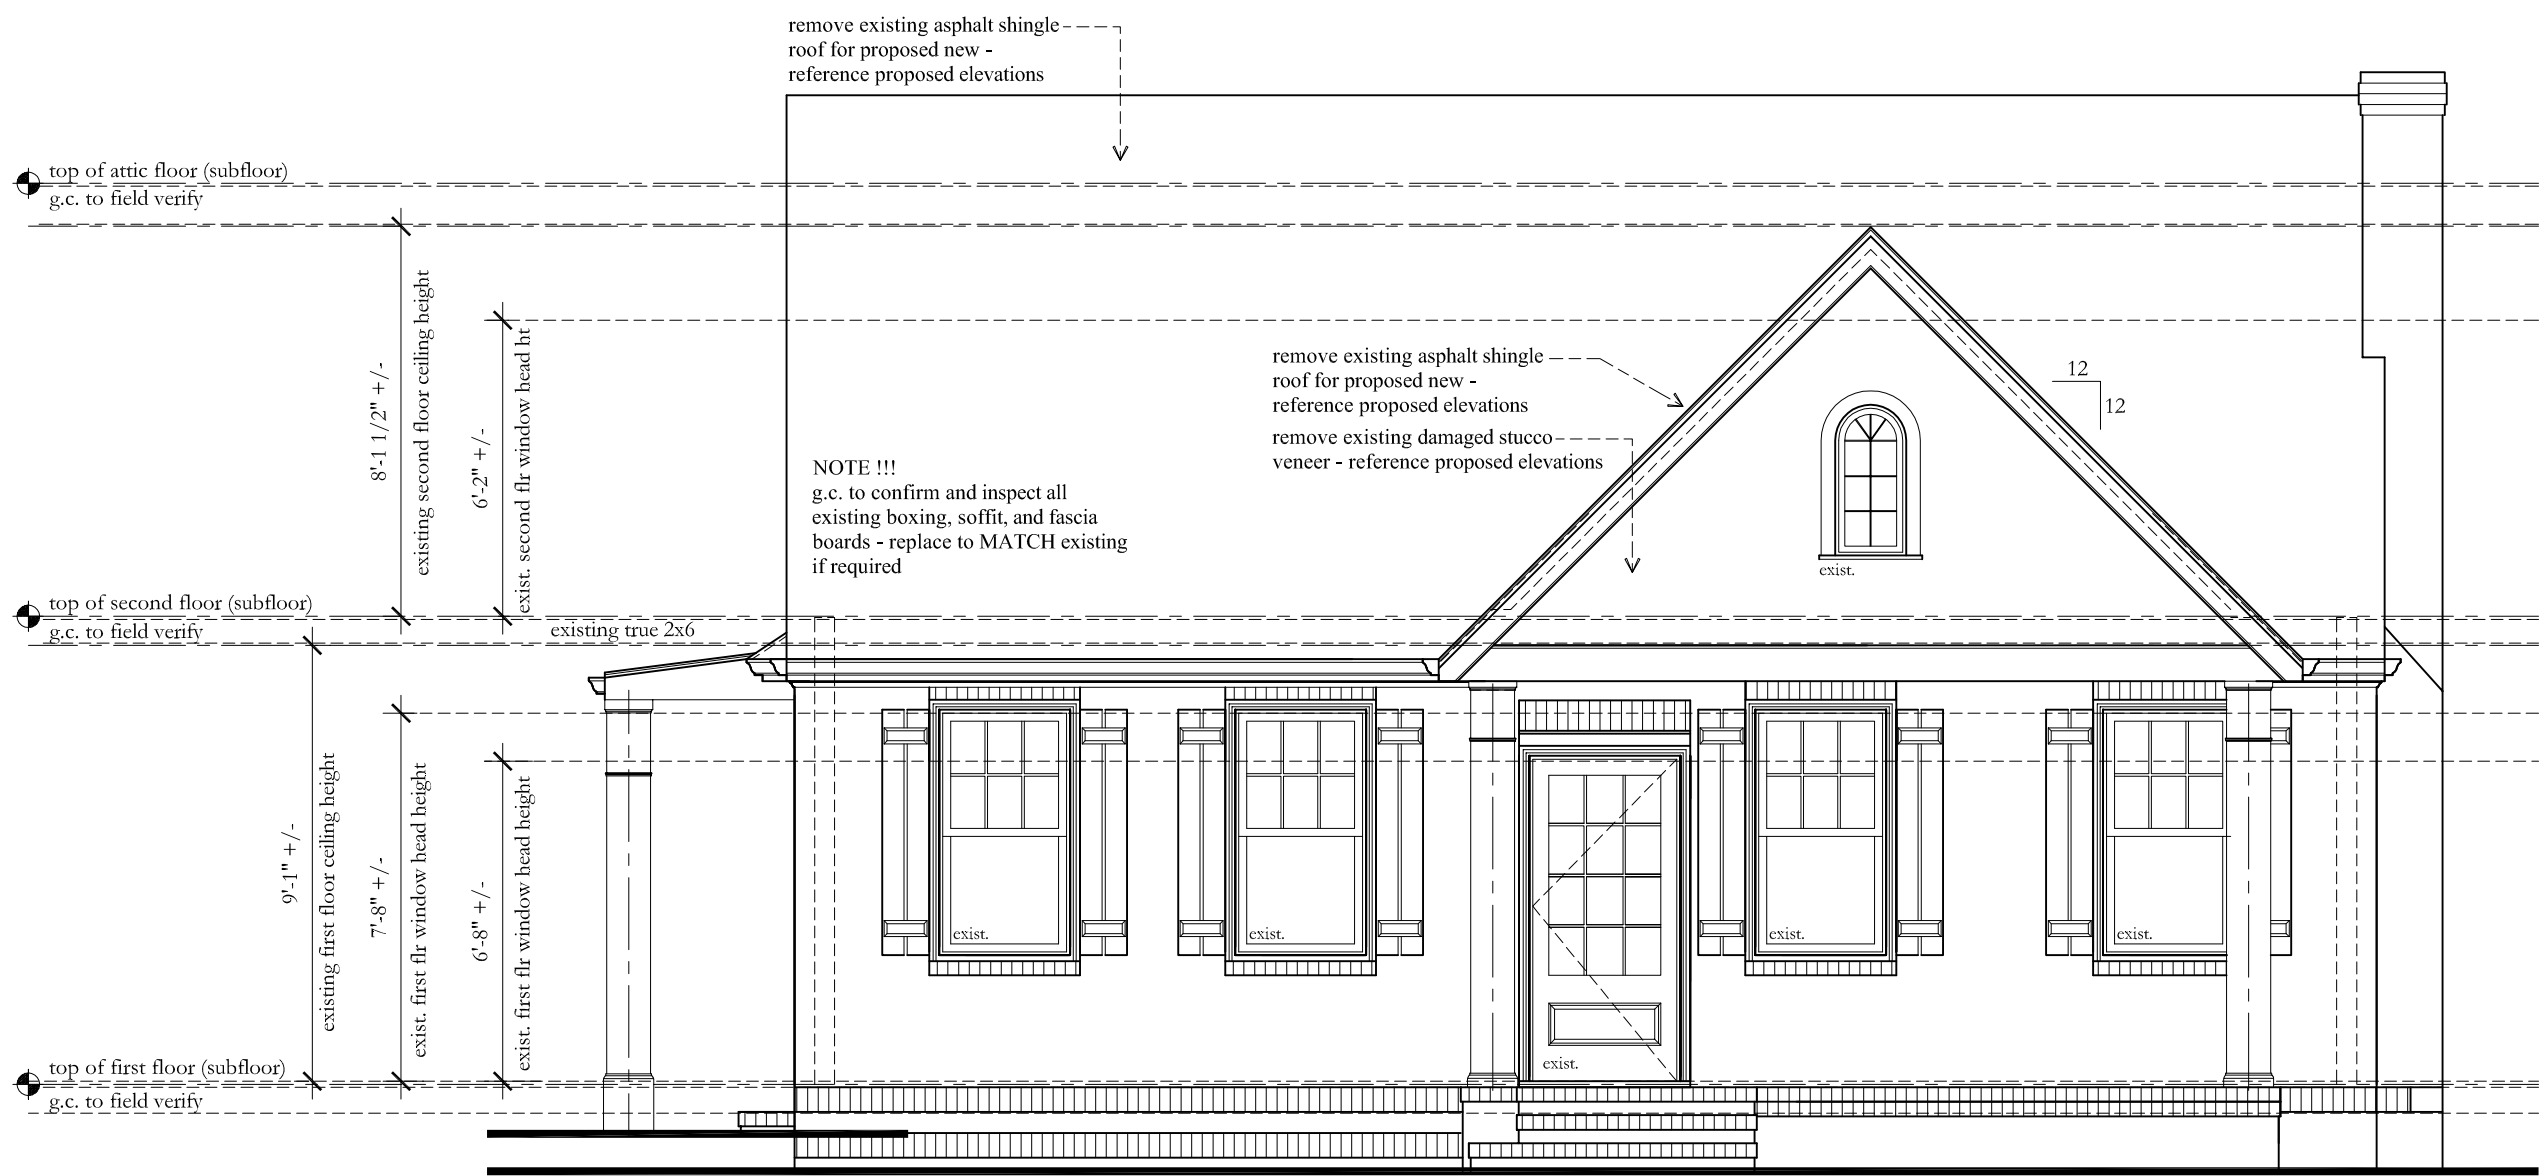 remove existing asphalt shingle
roof for proposed new -
reference proposed elevations
top of attic floor (subfloor)
g.c. to field verify
8'-1 1/2" +/-
existing second floor ceiling height
6'-2" +/-
exist. second flr window head ht
remove existing asphalt shingle
roof for proposed new -
reference proposed elevations
remove existing damaged stucco
veneer - reference proposed elevations
12
12
NOTE !!!
g.c. to confirm and inspect all
existing boxing, soffit, and fascia
boards - replace to MATCH existing
if required
exist.
top of second floor (subfloor)
g.c. to field verify
existing true 2x6
9'-1" +/-
existing first floor ceiling height
7'-8" +/-
exist. first flr window head height
6'-8" +/-
exist. first flr window head height
exist.
exist.
exist.
exist.
exist.
top of first floor (subfloor)
g.c. to field verify